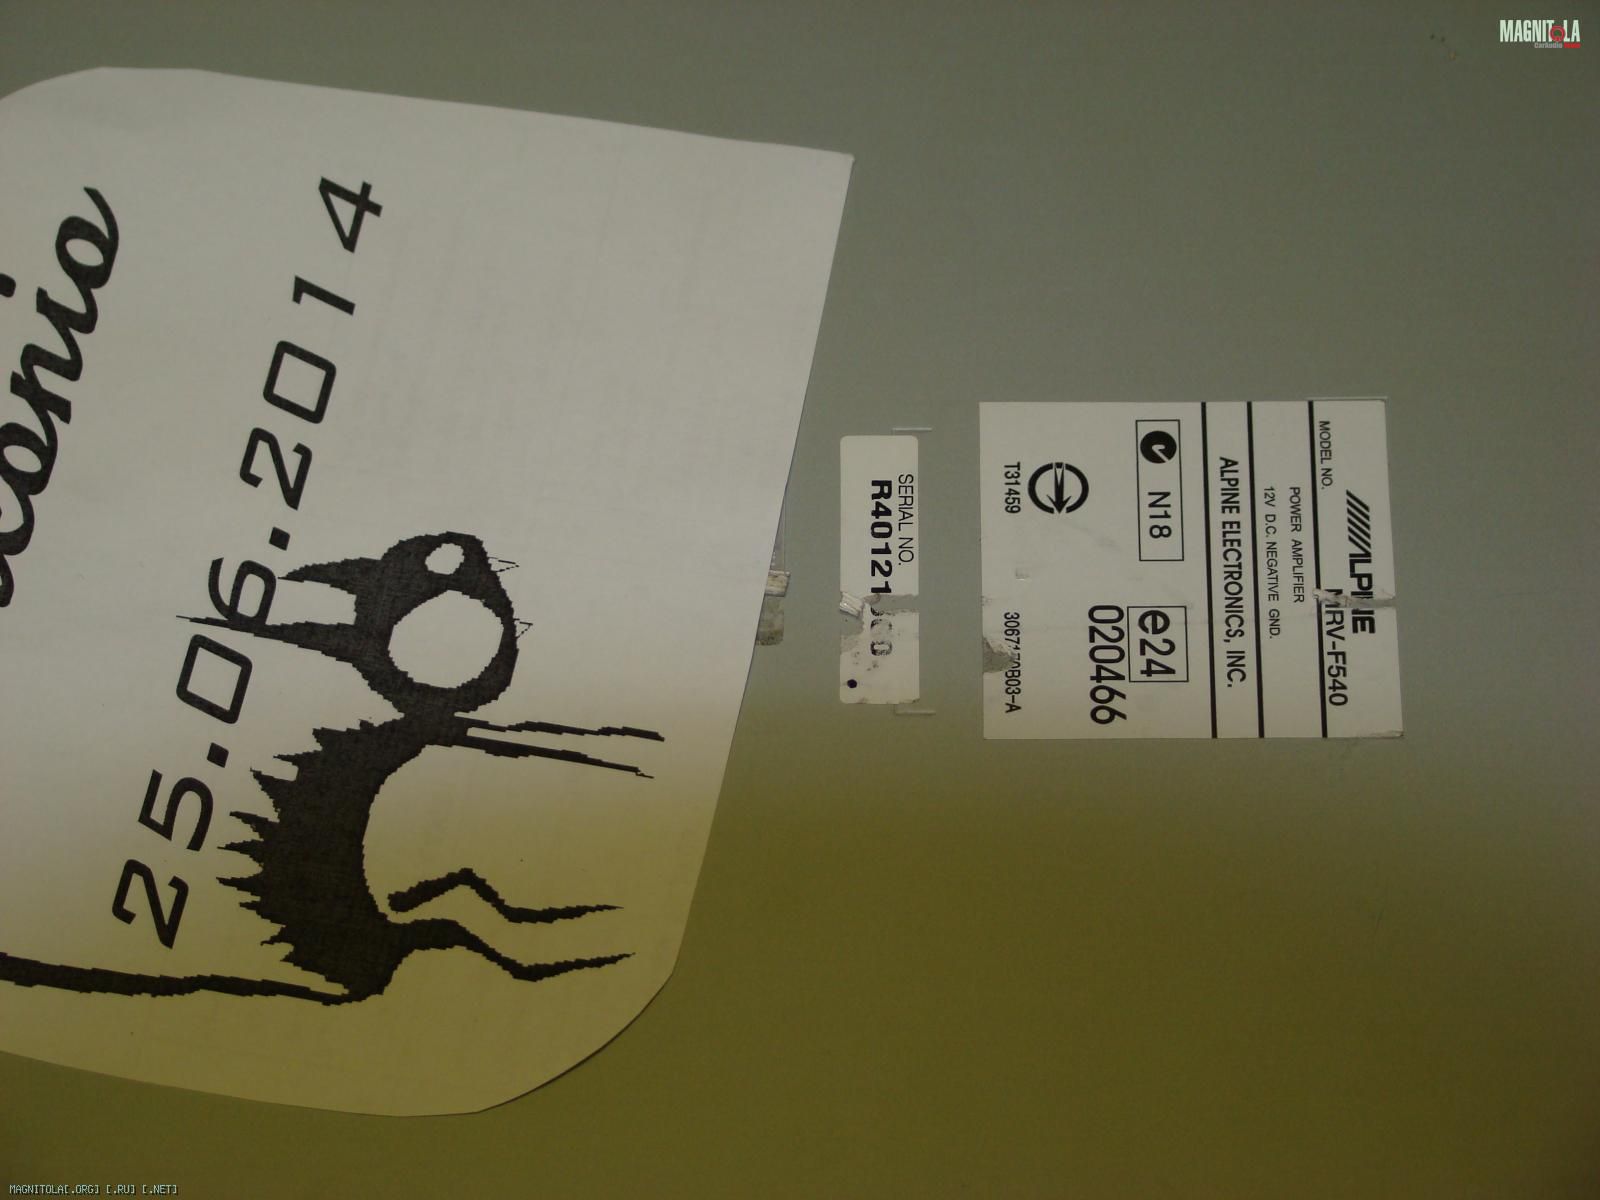 MAGNITOLA
CarAudio
25.06.2014
SERIAL NO.
ALPINE
MODEL NO. MRV-F540
POWER AMPLIFIER
12V D.C. NEGATIVE GND.
ALPINE ELECTRONICS, INC.
N18 e24
020466
T31459
MAGNITOLA[.ORG] [.RU] [.NET]